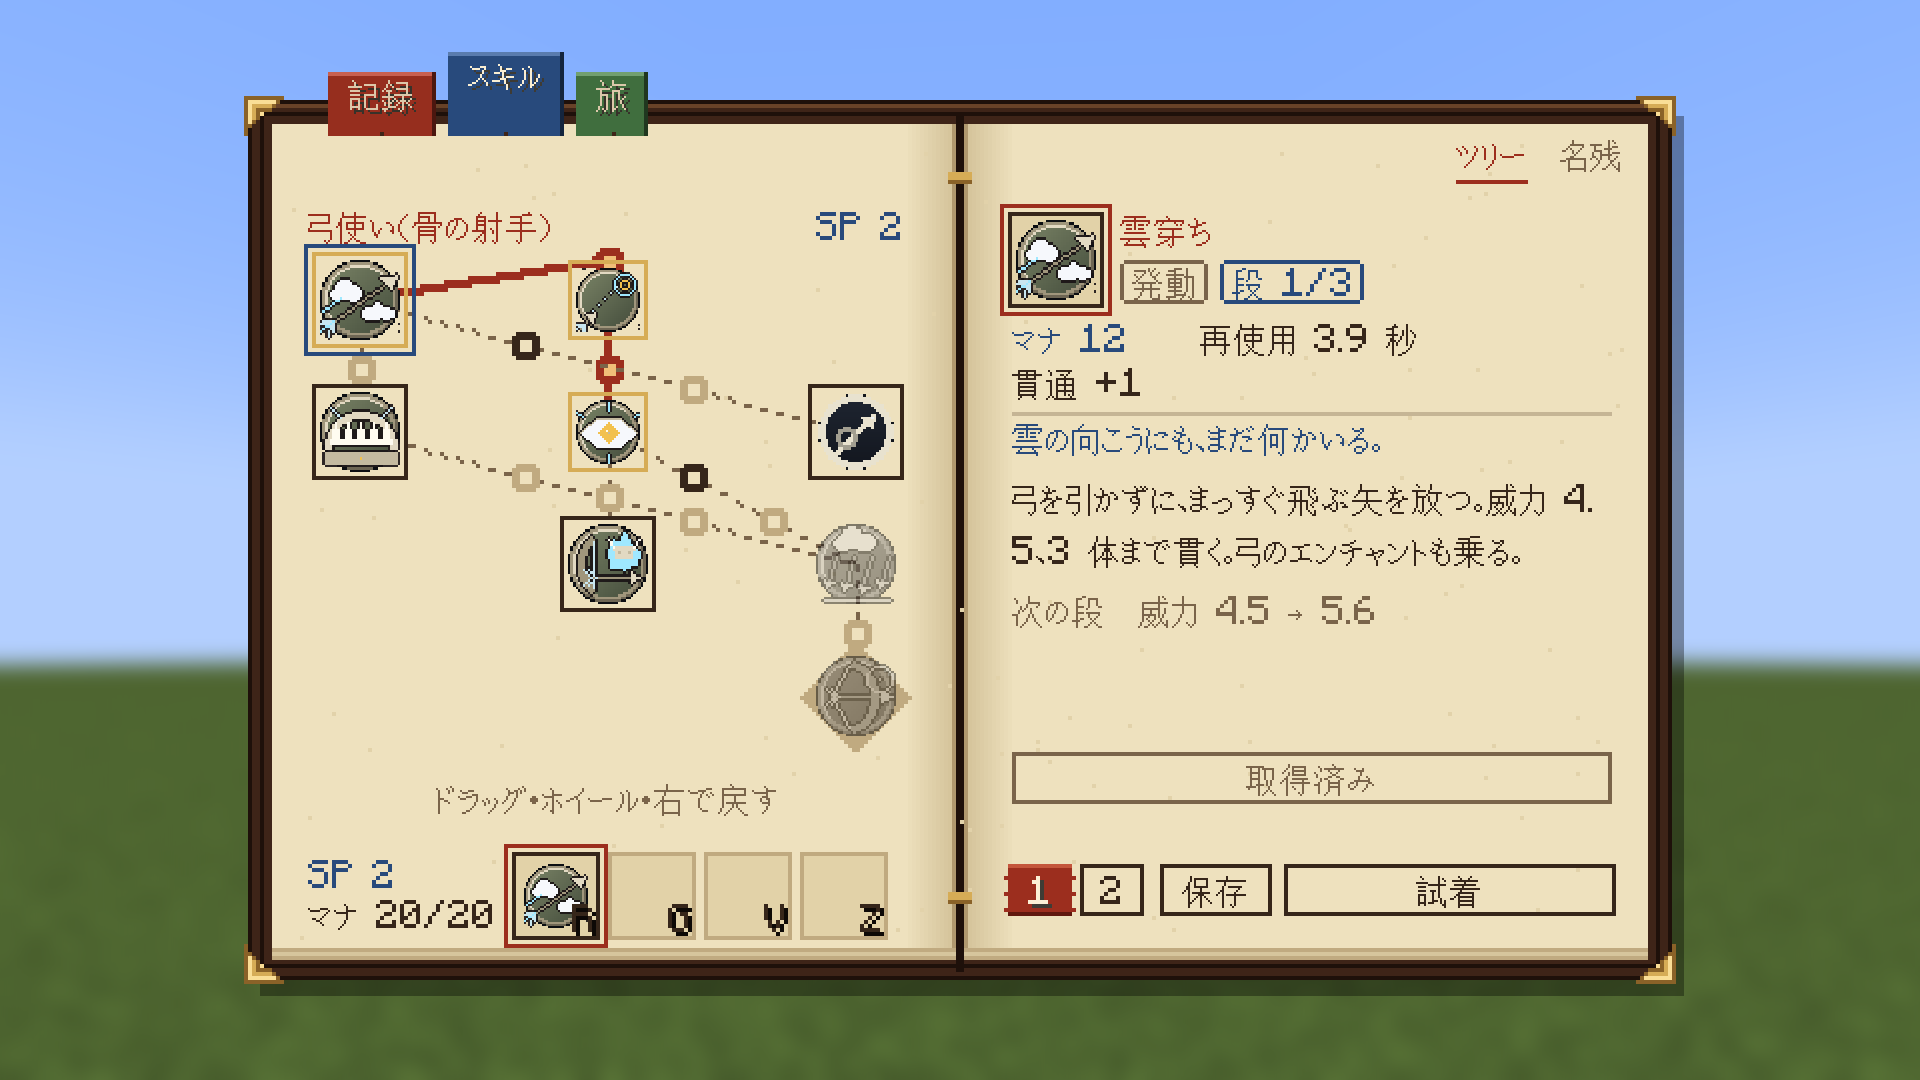 記録
スキル
旅
ツリー
名残
弓使い(骨の射手)
SP 2
雲穿ち
発動
段 1/3
マナ 12
再使用 3.9 秒
貫通 +1
雲の向こうにも、まだ何かいる。
弓を引かずに、まっすぐ飛ぶ矢を放つ。威力 4.
5、3 体まで貫く。弓のエンチャントも乗る。
次の段 威力 4.5 → 5.6
取得済み
ドラッグ・ホイール・右で戻す
SP 2
マナ 20/20
R
V
Z
1
2
保存
試着